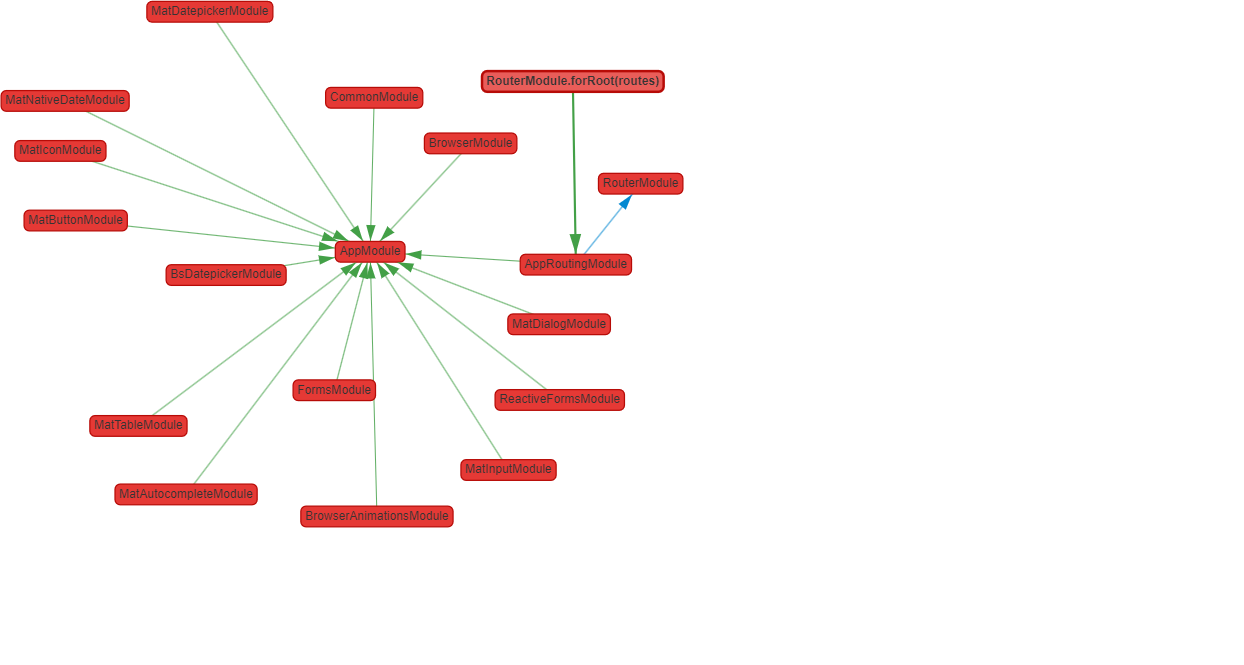 MatDatepickerModule
RouterModule.forRoot(routes)
CommonModule
MatNativeDateModule
BrowserModule
MatIconModule
RouterModule
MatButtonModule
AppModule
AppRoutingModule
BsDatepickerModule
MatDialogModule
FormsModule
ReactiveFormsModule
MatTableModule
MatInputModule
MatAutocompleteModule
BrowserAnimationsModule